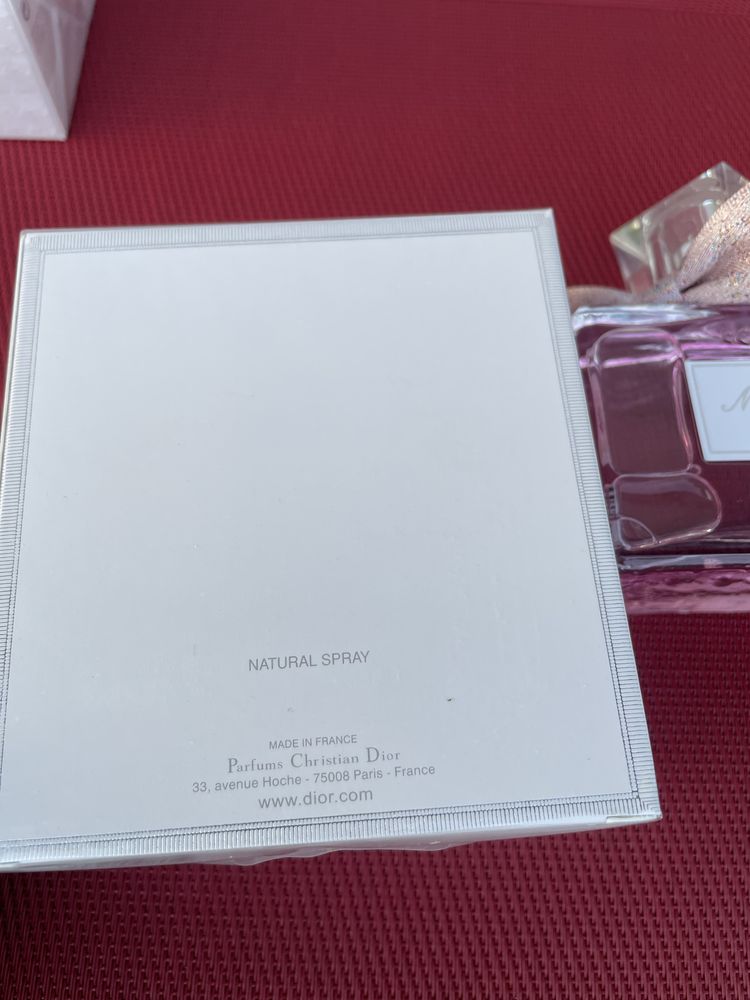 NATURAL SPRAY
MADE IN FRANCE
Parfums Christian Dior
33, avenue Hoche - 75008 Paris - France
www.dior.com